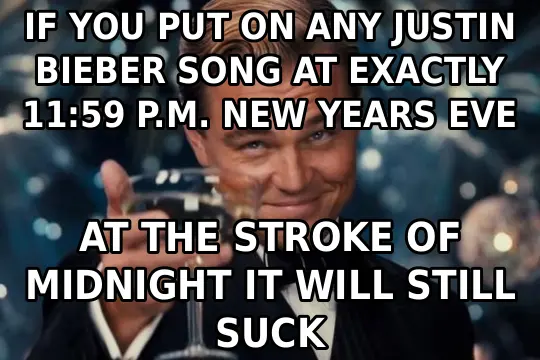 IF YOU PUT ON ANY JUSTIN
BIEBER SONG AT EXACTLY
11:59 P.M. NEW YEARS EVE
AT THE STROKE OF
MIDNIGHT IT WILL STILL
SUCK